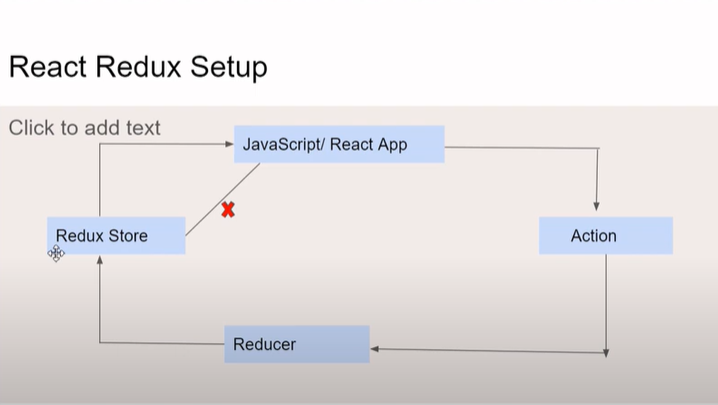 React Redux Setup
Click to add text
JavaScript/ React App
Redux Store
Action
Reducer